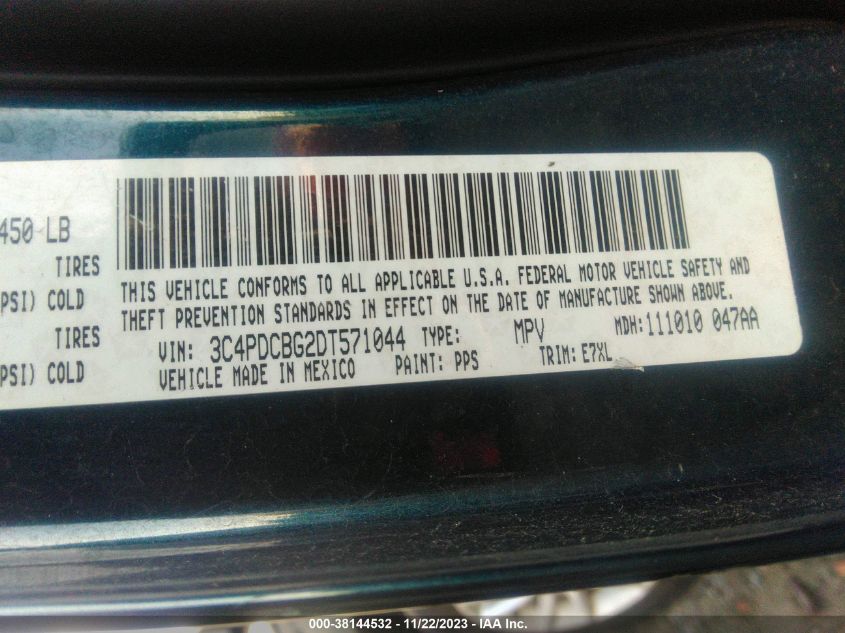 450 LB
TIRES
PSI) COLD
TIRES
PSI) COLD
THIS VEHICLE CONFORMS TO ALL APPLICABLE U.S.A. FEDERAL MOTOR VEHICLE SAFETY AND
THEFT PREVENTION STANDARDS IN EFFECT ON THE DATE OF MANUFACTURE SHOWN ABOVE.
VIN: 3C4PDCBG2DT571044 TYPE: MPV MDH:111010 047AA
VEHICLE MADE IN MEXICO PAINT: PPS TRIM: E7XL
000-38144532 - 11/22/2023 - IAA Inc.